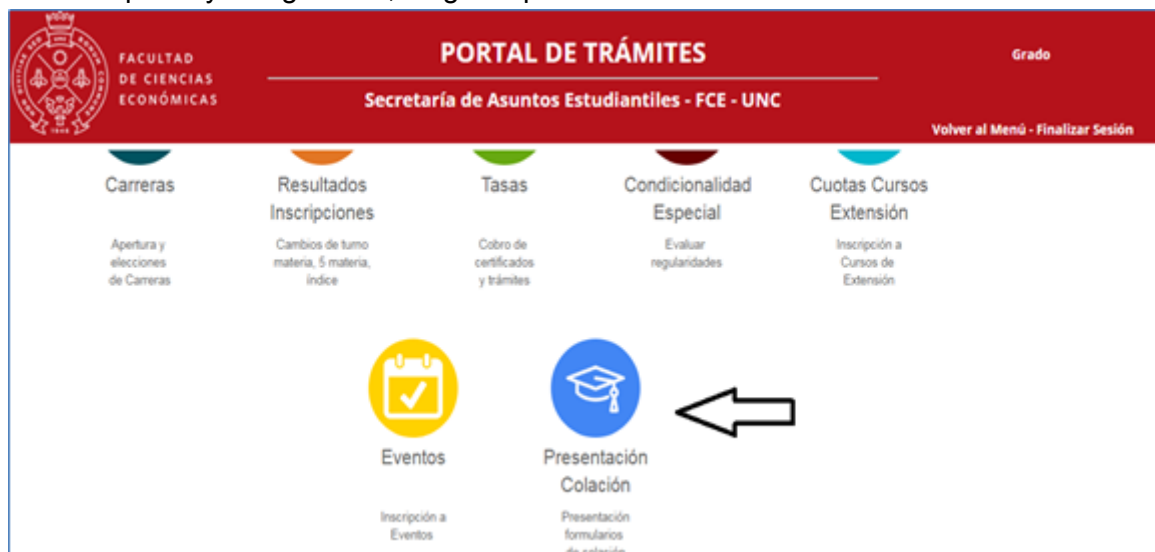 FACULTAD
DE CIENCIAS
ECONÓMICAS
PORTAL DE TRÁMITES
Secretaría de Asuntos Estudiantiles - FCE - UNC
Grado
Volver al Menú - Finalizar Sesión
Carreras
Apertura y
elecciones
de Carreras
Resultados
Inscripciones
Cambios de turno
materia, 5 materia,
índice
Tasas
Cobro de
certificados
y trámites
Condicionalidad
Especial
Evaluar
regularidades
Cuotas Cursos
Extensión
Inscripción a
Cursos de
Extensión
Eventos
Inscripción a
Eventos
Presentación
Colación
Presentación
formularios
de colación